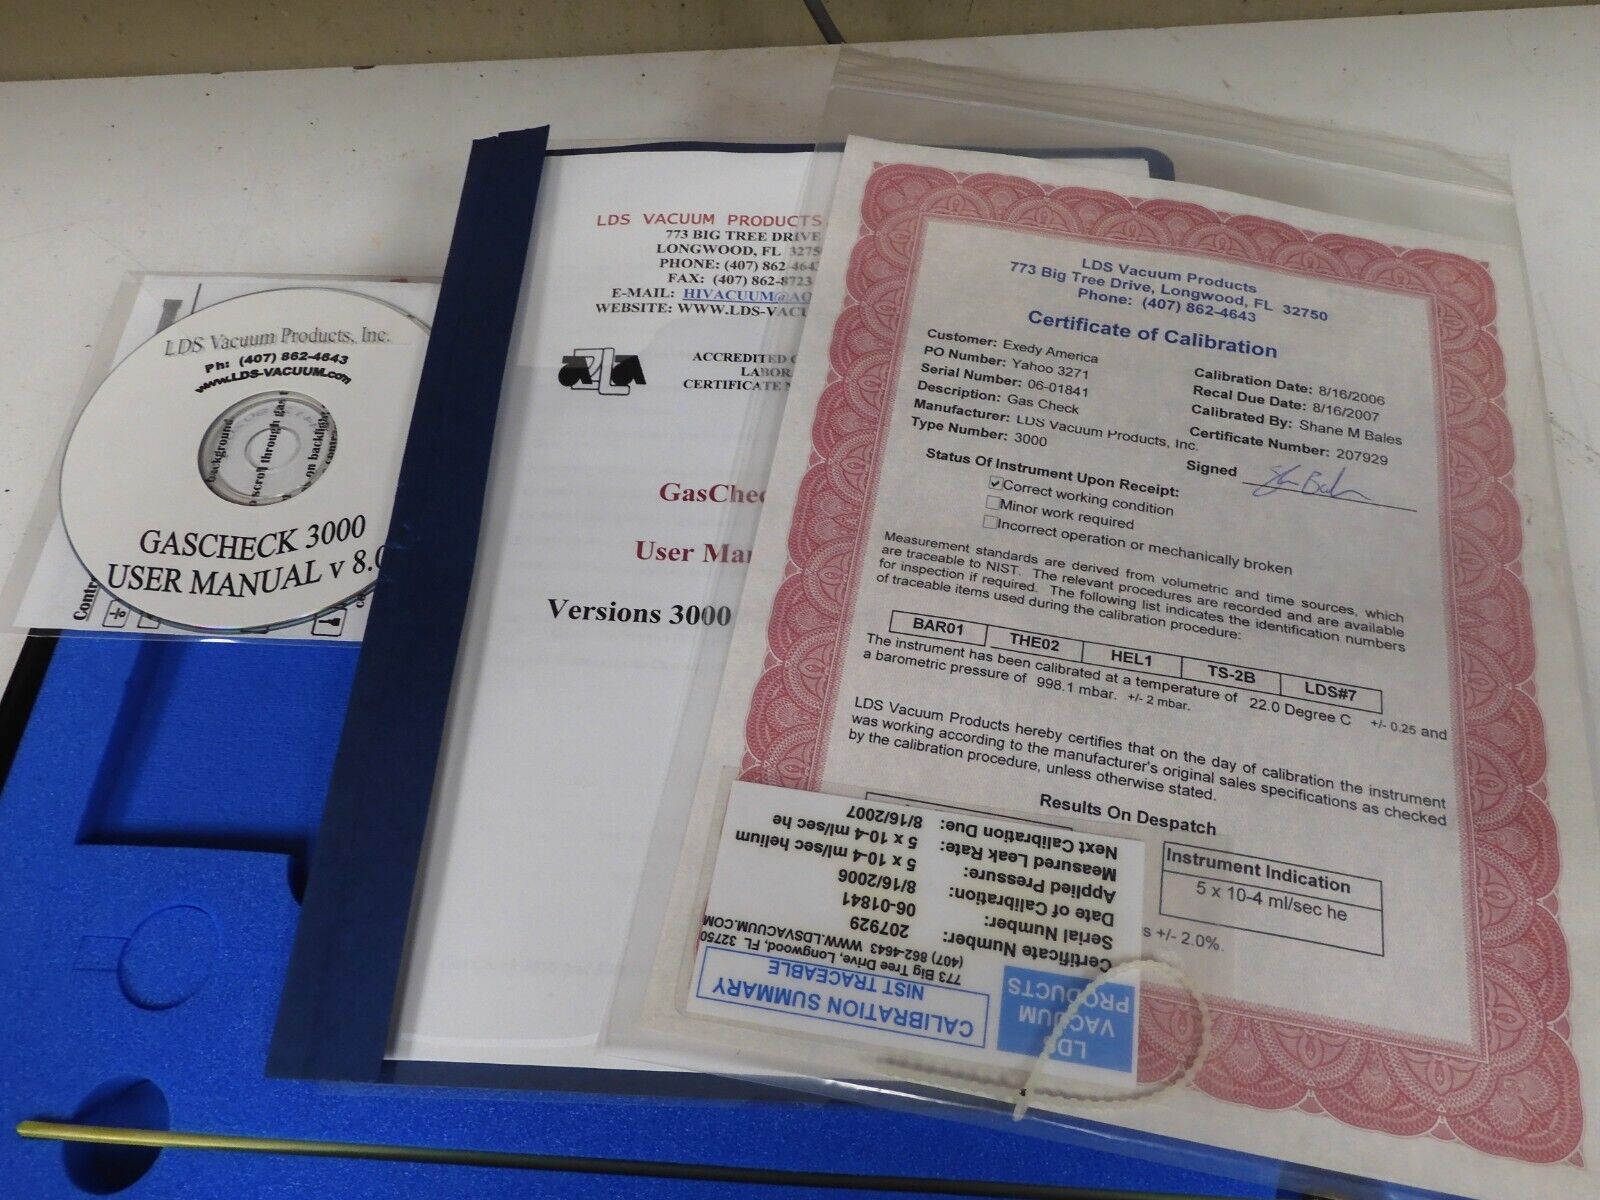 LDS Vacuum Products, Inc.
Ph: (407) 862-4643
www.LDS-VACUUM.com
background
scroll through gas
on backlight
GASCHECK 3000
USER MANUAL v 8.0
Contr
LDS VACUUM PRODUCTS
773 BIG TREE DRIVE
LONGWOOD, FL 32750
PHONE: (407) 862-4643
FAX: (407) 862-8723
E-MAIL: HIVACUUM@AO
WEBSITE: WWW.LDS-VACU
a2la
ACCREDITED C
LABOR
CERTIFICATE N
GasChec
User Man
Versions 3000
LDS Vacuum Products
773 Big Tree Drive, Longwood, FL 32750
Phone: (407) 862-4643
Certificate of Calibration
Customer: Exedy America
PO Number: Yahoo 3271
Serial Number: 06-01841
Description: Gas Check
Manufacturer: LDS Vacuum Products, Inc.
Type Number: 3000
Calibration Date: 8/16/2006
Recal Due Date: 8/16/2007
Calibrated By: Shane M Bales
Certificate Number: 207929
Signed
Status Of Instrument Upon Receipt:
Correct working condition
Minor work required
Incorrect operation or mechanically broken
Measurement standards are derived from volumetric and time sources, which
are traceable to NIST. The relevant procedures are recorded and are available
for inspection if required. The following list indicates the identification numbers
of traceable items used during the calibration procedure:
BAR01 THE02 HEL1 TS-2B LDS#7
The instrument has been calibrated at a temperature of 22.0 Degree C +/- 0.25 and
a barometric pressure of 998.1 mbar. +/- 2 mbar.
LDS Vacuum Products hereby certifies that on the day of calibration the instrument
was working according to the manufacturer's original sales specifications as checked
by the calibration procedure, unless otherwise stated.
Results On Despatch
Instrument Indication
5 x 10-4 ml/sec he
s +/- 2.0%.
LDS
VACUUM
PRODUCTS
CALIBRATION SUMMARY
NIST TRACEABLE
773 Big Tree Drive, Longwood, FL 32750
(407) 862-4643 WWW.LDSVACUUM.COM
Certificate Number: 207929
Serial Number: 06-01841
Date of Calibration: 8/16/2006
Applied Pressure: 5 x 10-4 ml/sec helium
Measured Leak Rate: 5 x 10-4 ml/sec he
Next Calibration Due: 8/16/2007